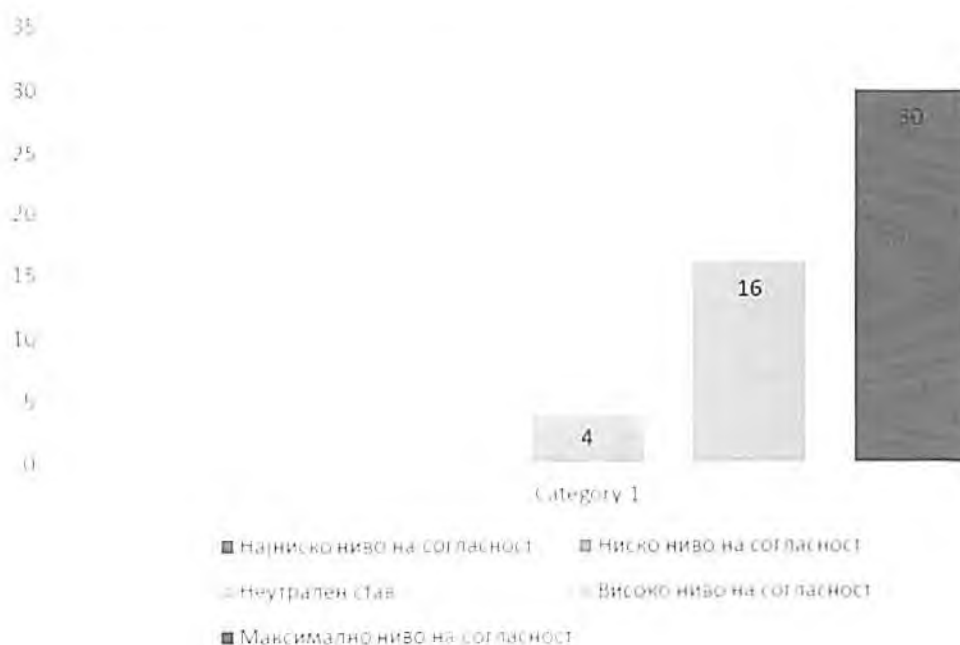 35
30
25
20
15
10
5
0
30
16
4
Category 1
Најниско ниво на согласност Ниско ниво на согласност
Неутрален став Високо ниво на согласност
Максимално ниво на согласност